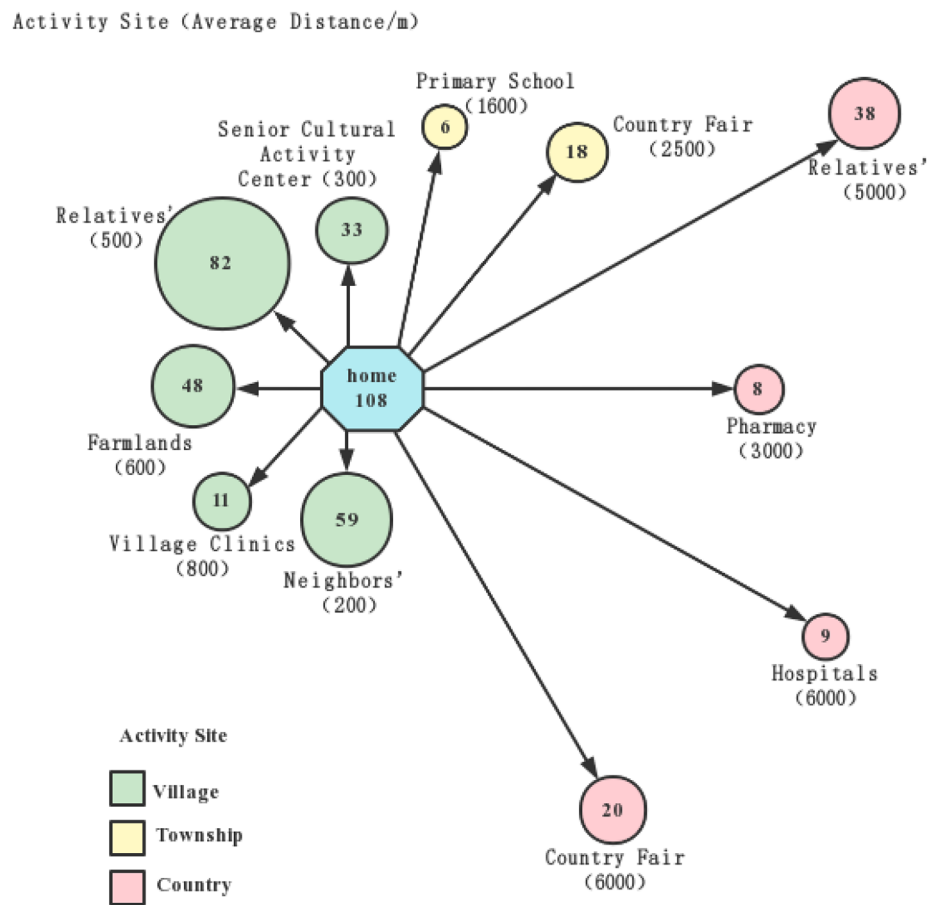 Activity Site (Average Distance/m)
Primary School
(1600)
6
Country Fair
(2500)
18
38
Relatives'
(5000)
Senior Cultural
Activity
Center (300)
33
Relatives'
(500)
82
home
108
48
Farmlands
(600)
8
Pharmacy
(3000)
11
Village Clinics
(800)
59
Neighbors'
(200)
9
Hospitals
(6000)
20
Country Fair
(6000)
Activity Site
Village
Township
Country